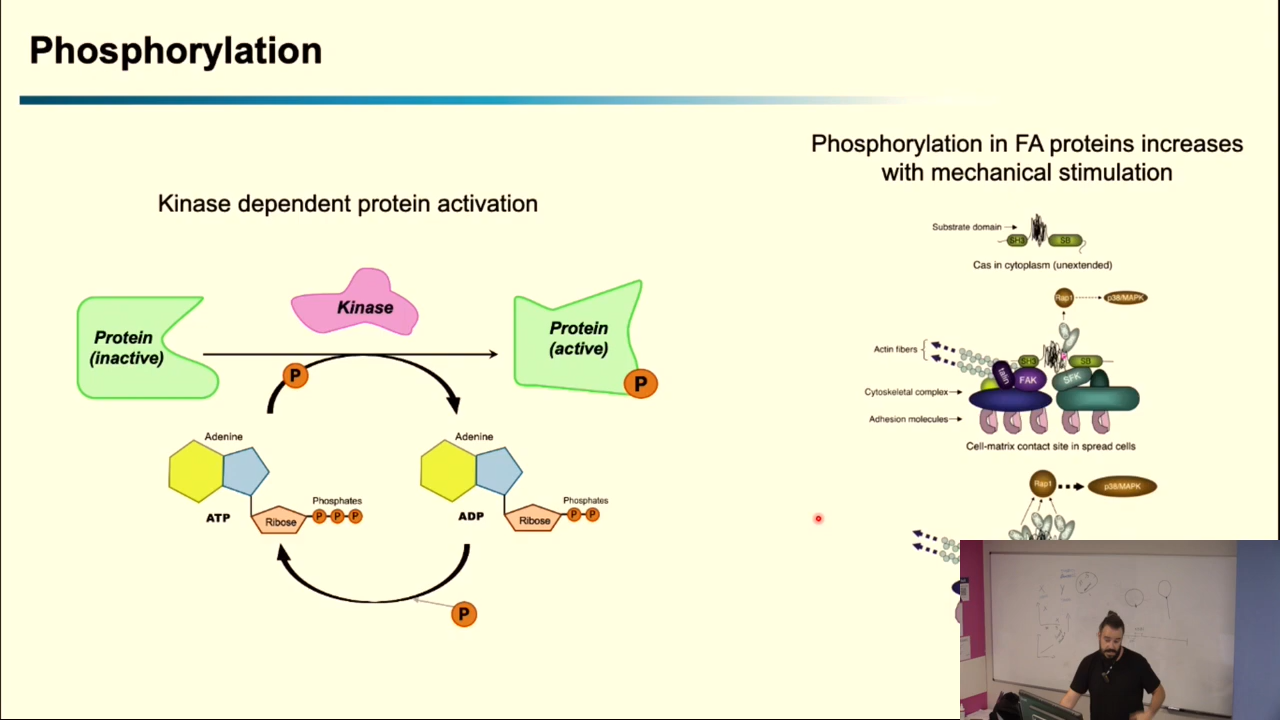 Phosphorylation
Phosphorylation in FA proteins increases
with mechanical stimulation
Kinase dependent protein activation
Kinase
Protein
(inactive)
Protein
(active)
P
P
Adenine
Phosphates
ATP
Ribose
P P P
Adenine
Phosphates
ADP
Ribose
P P
P
Substrate domain
SH3
SB
Cas in cytoplasm (unextended)
Rap1
p38/MAPK
Actin fibers
SH3
SB
talin
FAK
SFK
Cytoskeletal complex
Adhesion molecules
Cell-matrix contact site in spread cells
Rap1
p38/MAPK